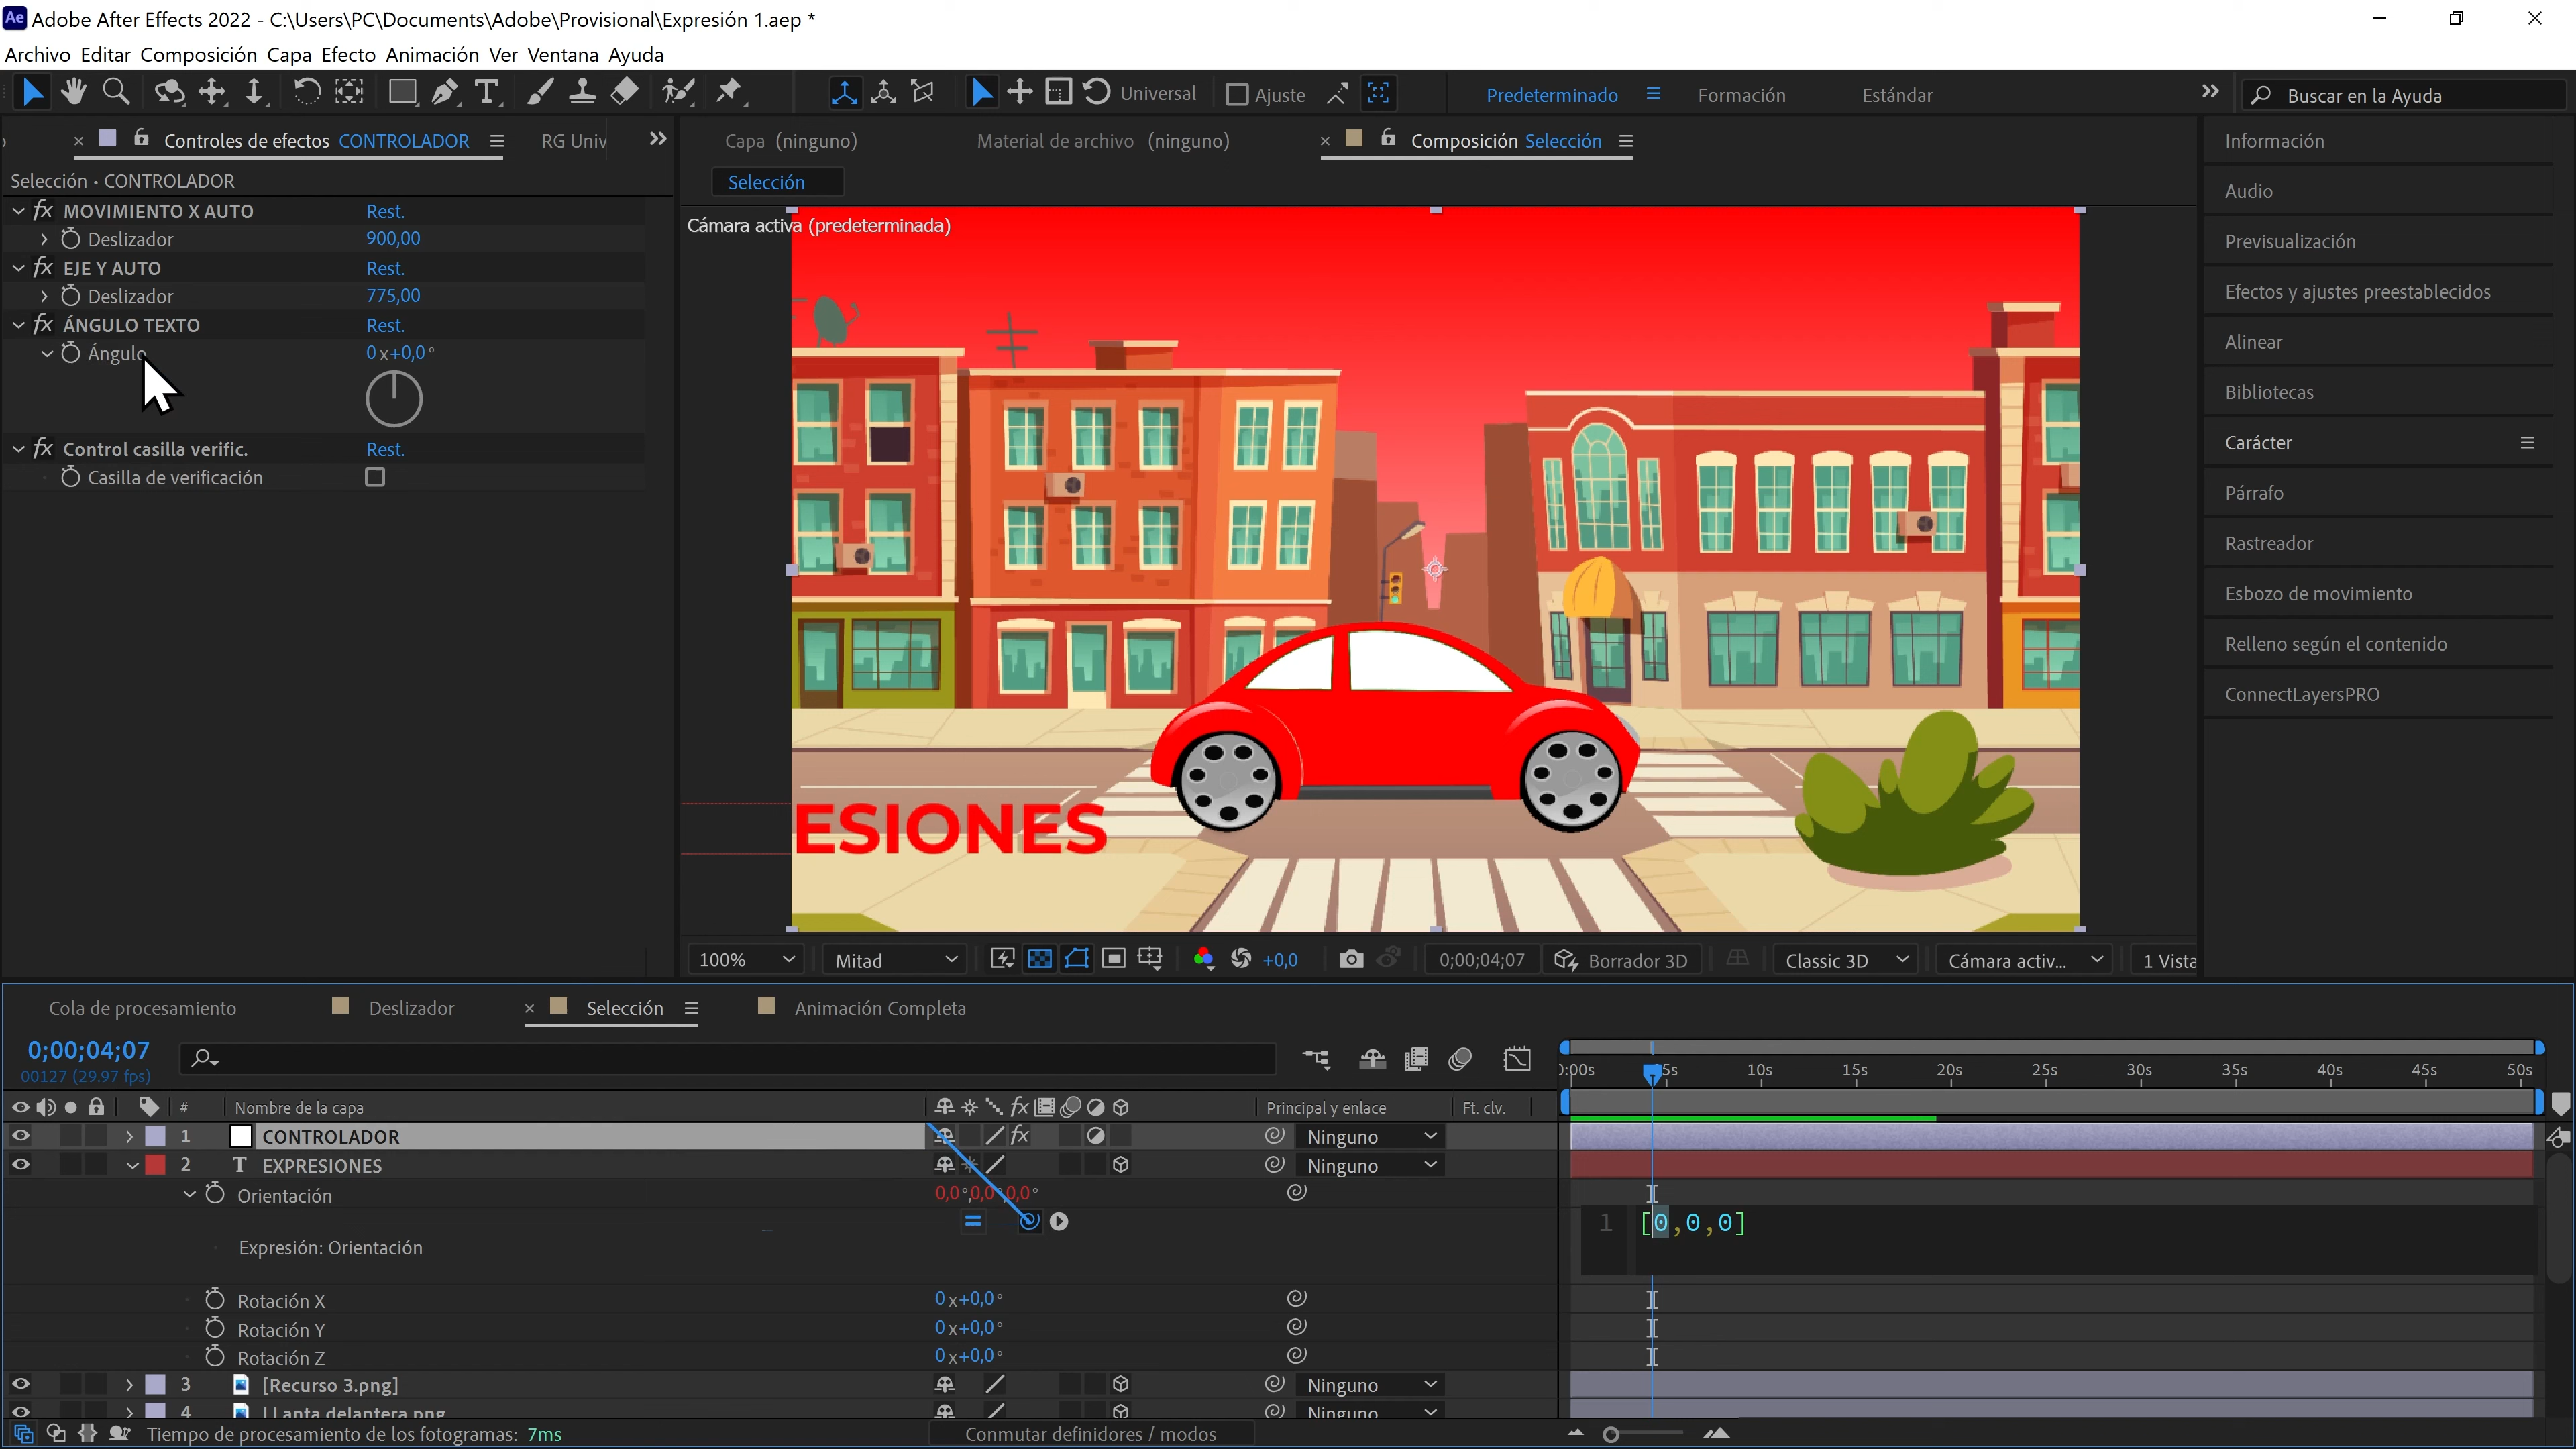 Ae Adobe After Effects 2022 - C:\Users\PC\Documents\Adobe\Provisional\Expresión 1.aep *
Archivo Editar Composición Capa Efecto Animación Ver Ventana Ayuda
Universal Ajuste Predeterminado Formación Estándar Buscar en la Ayuda
Controles de efectos CONTROLADOR RG Univ
Capa (ninguno) Material de archivo (ninguno) Composición Selección
Selección • CONTROLADOR
Selección
MOVIMIENTO X AUTO Rest.
Deslizador 900,00
EJE Y AUTO Rest.
Deslizador 775,00
ÁNGULO TEXTO Rest.
Ángulo 0x+0,0°
Control casilla verific. Rest.
Casilla de verificación
Cámara activa (predeterminada)
ESIONES
100% Mitad +0,0 0;00;04;07 Borrador 3D Classic 3D Cámara activ... 1 Vista
Información
Audio
Previsualización
Efectos y ajustes preestablecidos
Alinear
Bibliotecas
Carácter
Párrafo
Rastreador
Esbozo de movimiento
Relleno según el contenido
ConnectLayersPRO
Cola de procesamiento Deslizador Selección Animación Completa
0;00;04;07
00127 (29.97 fps)
0:00s 5s 10s 15s 20s 25s 30s 35s 40s 45s 50s
# Nombre de la capa fx Principal y enlace Ft. clv.
1 CONTROLADOR fx Ninguno
2 T EXPRESIONES Ninguno
Orientación 0,0°,0,0°,0,0°
1 [0,0,0]
Expresión: Orientación
Rotación X 0x+0,0°
Rotación Y 0x+0,0°
Rotación Z 0x+0,0°
3 [Recurso 3.png] Ninguno
4 LLanta delantera.png Ninguno
Tiempo de procesamiento de los fotogramas: 7ms Conmutar definidores / modos